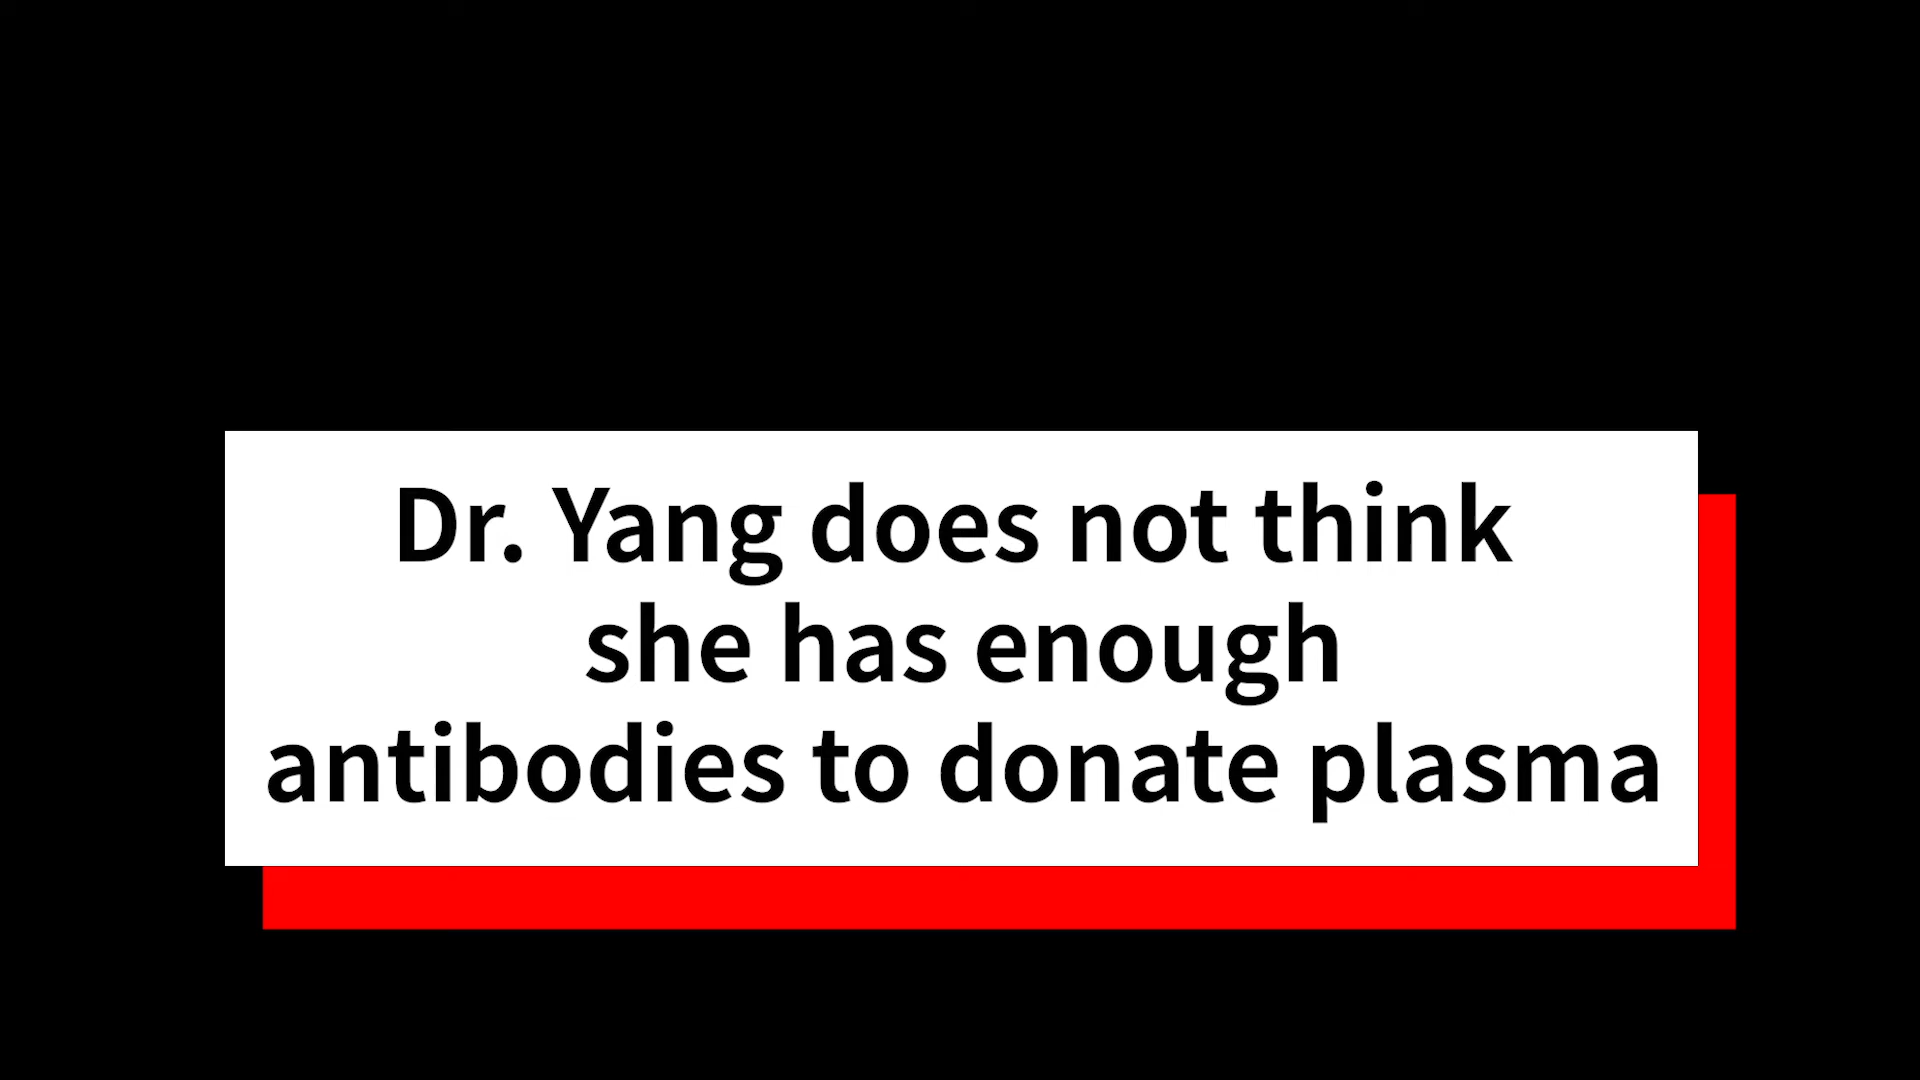 Dr. Yang does not think
she has enough
antibodies to donate plasma